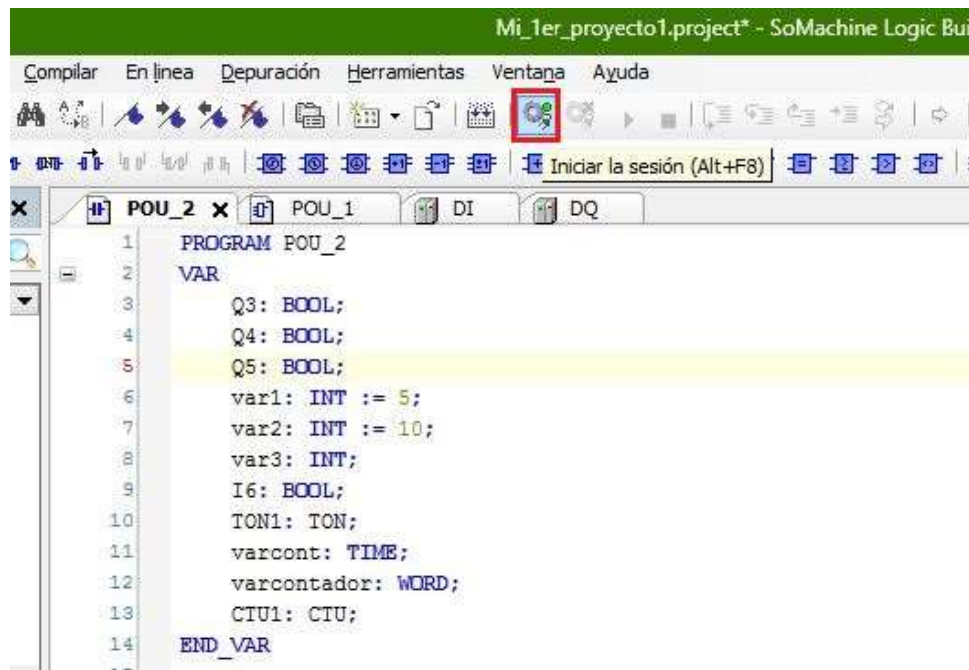 Mi_1er_proyecto1.project* - SoMachine Logic Bui
Compilar En linea Depuración Herramientas Ventana Ayuda
Iniciar la sesión (Alt+F8)
POU_2 POU_1 DI DQ
1 PROGRAM POU_2
2 VAR
3 Q3: BOOL;
4 Q4: BOOL;
5 Q5: BOOL;
6 var1: INT := 5;
7 var2: INT := 10;
8 var3: INT;
9 I6: BOOL;
10 TON1: TON;
11 varcont: TIME;
12 varcontador: WORD;
13 CTU1: CTU;
14 END_VAR